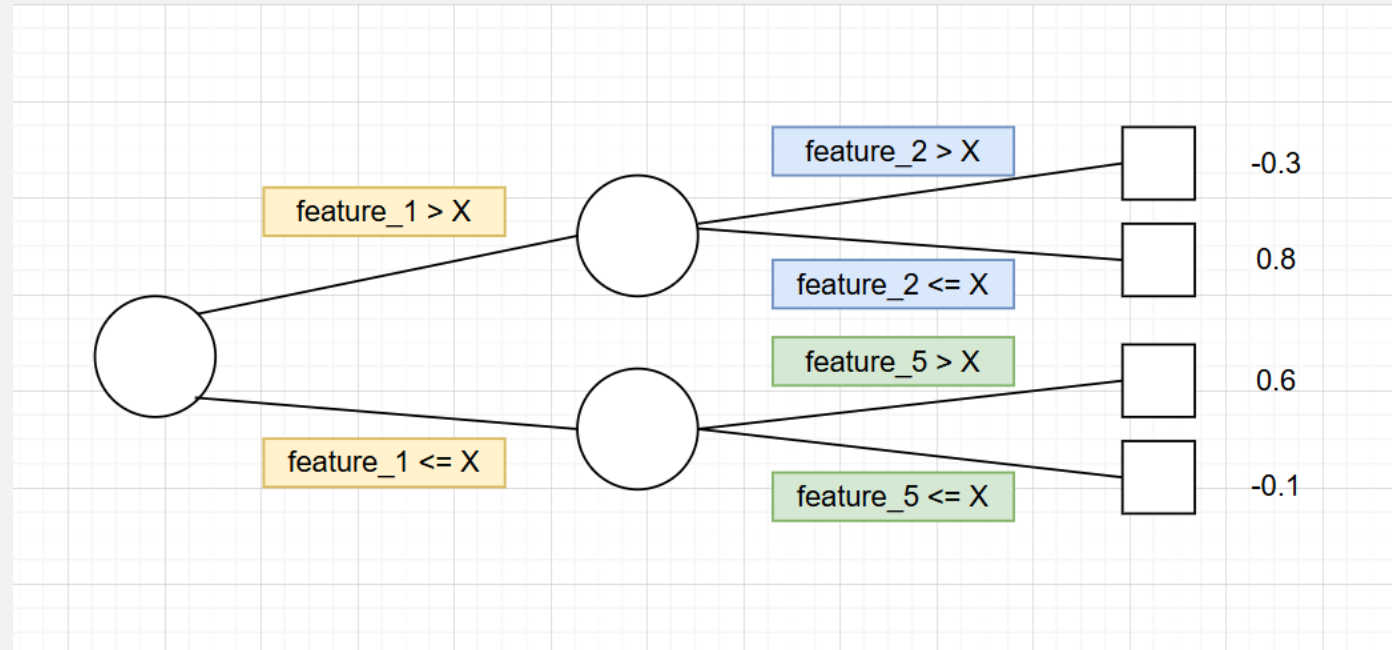 feature_1 > X
feature_1 <= X
feature_2 > X
feature_2 <= X
feature_5 > X
feature_5 <= X
-0.3
0.8
0.6
-0.1